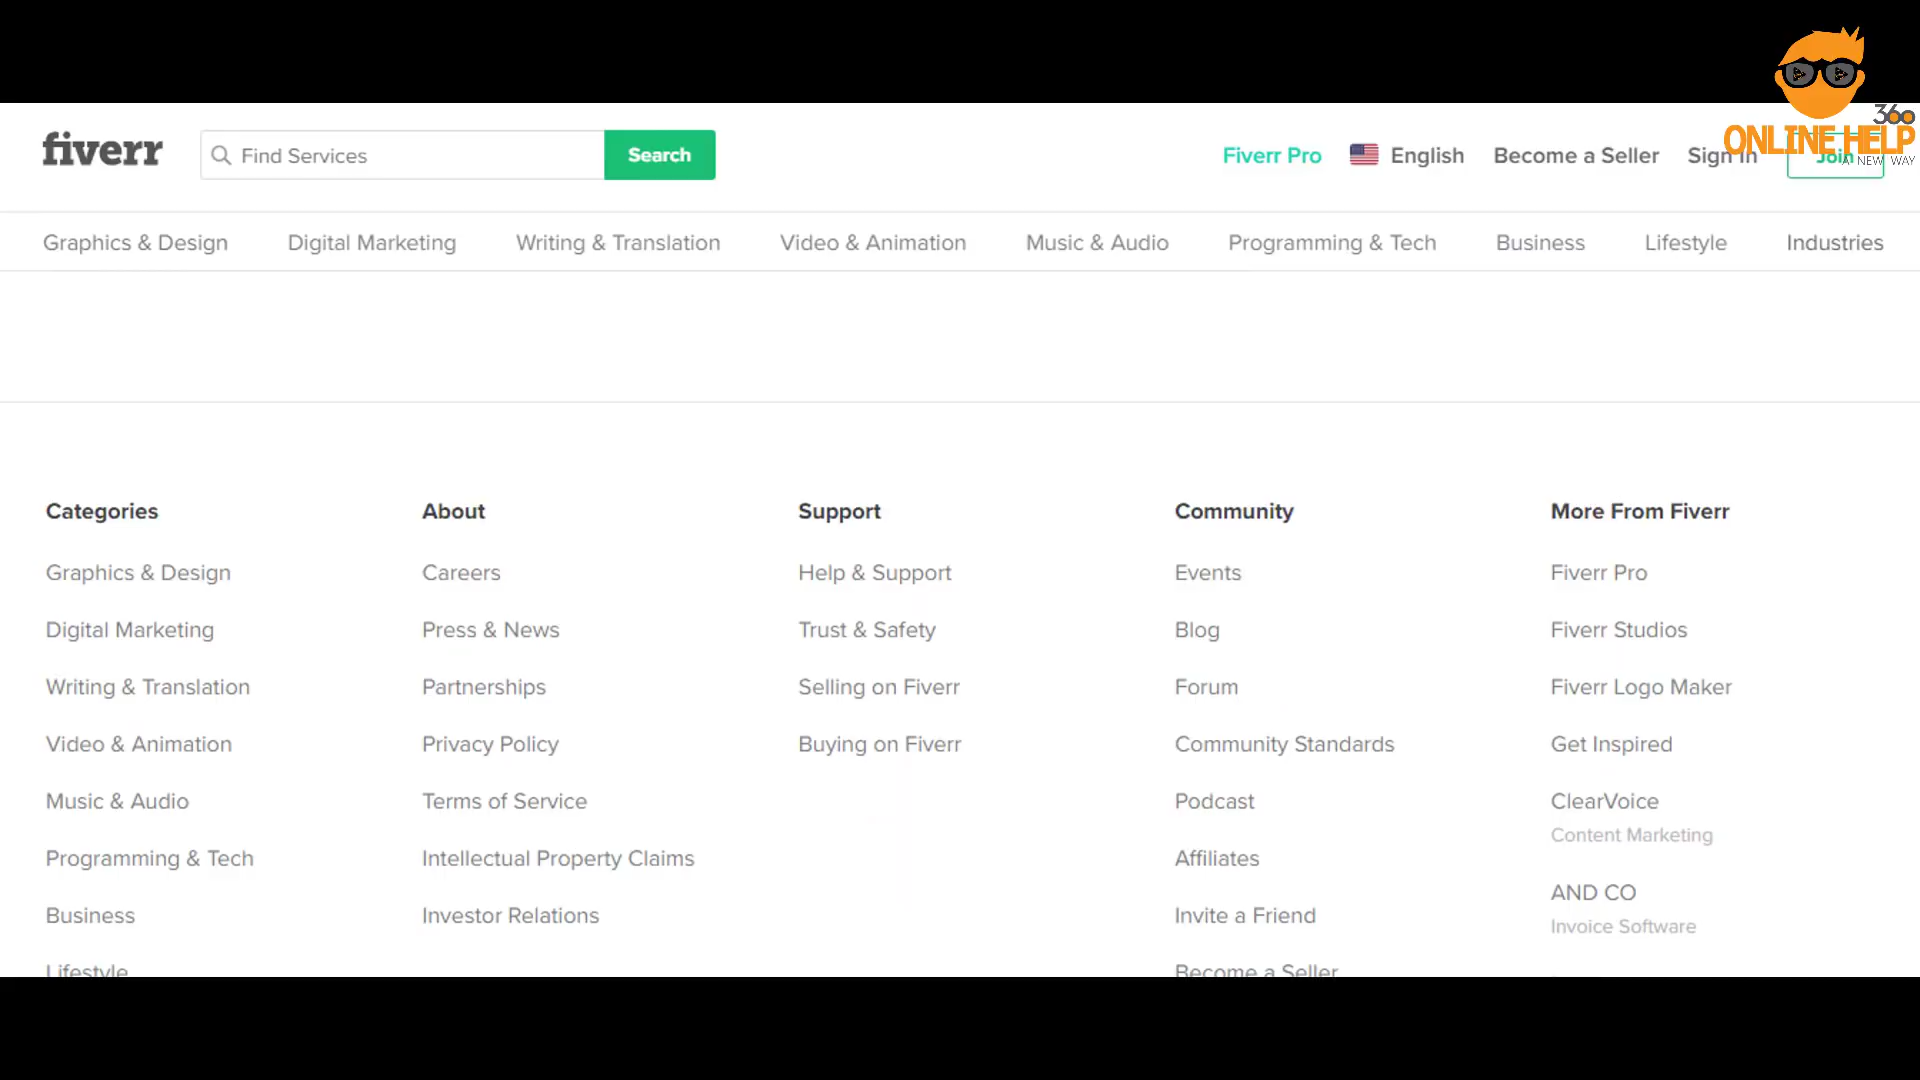 fiverr
Find Services
Search
Fiverr Pro
English
Become a Seller
Sign In
Join
360
ONLINE HELP
A NEW WAY
Graphics & Design
Digital Marketing
Writing & Translation
Video & Animation
Music & Audio
Programming & Tech
Business
Lifestyle
Industries
Categories
Graphics & Design
Digital Marketing
Writing & Translation
Video & Animation
Music & Audio
Programming & Tech
Business
Lifestyle
About
Careers
Press & News
Partnerships
Privacy Policy
Terms of Service
Intellectual Property Claims
Investor Relations
Support
Help & Support
Trust & Safety
Selling on Fiverr
Buying on Fiverr
Community
Events
Blog
Forum
Community Standards
Podcast
Affiliates
Invite a Friend
Become a Seller
More From Fiverr
Fiverr Pro
Fiverr Studios
Fiverr Logo Maker
Get Inspired
ClearVoice
Content Marketing
AND CO
Invoice Software